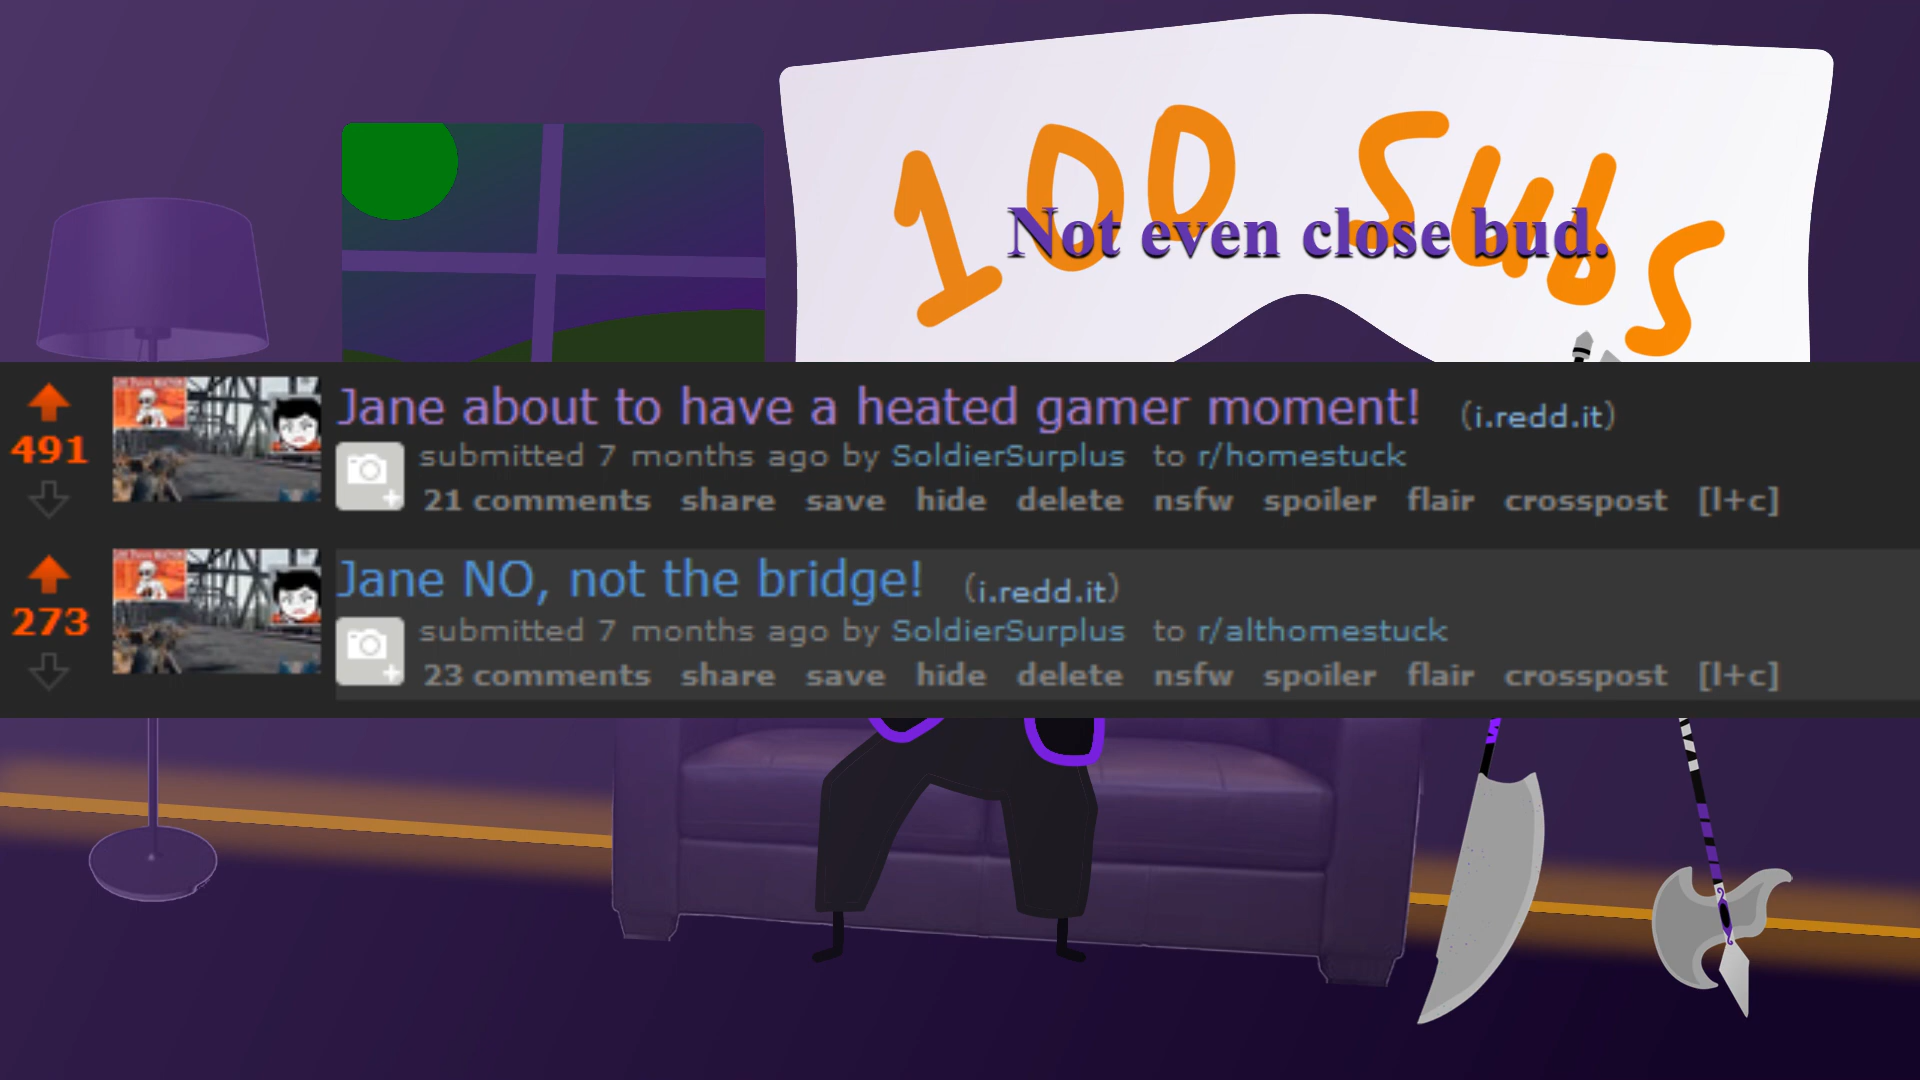 100 Subs
Not even close bud.
491
Jane about to have a heated gamer moment! (i.redd.it)
submitted 7 months ago by SoldierSurplus to r/homestuck
21 comments share save hide delete nsfw spoiler flair crosspost [l+c]
273
Jane NO, not the bridge! (i.redd.it)
submitted 7 months ago by SoldierSurplus to r/althomestuck
23 comments share save hide delete nsfw spoiler flair crosspost [l+c]